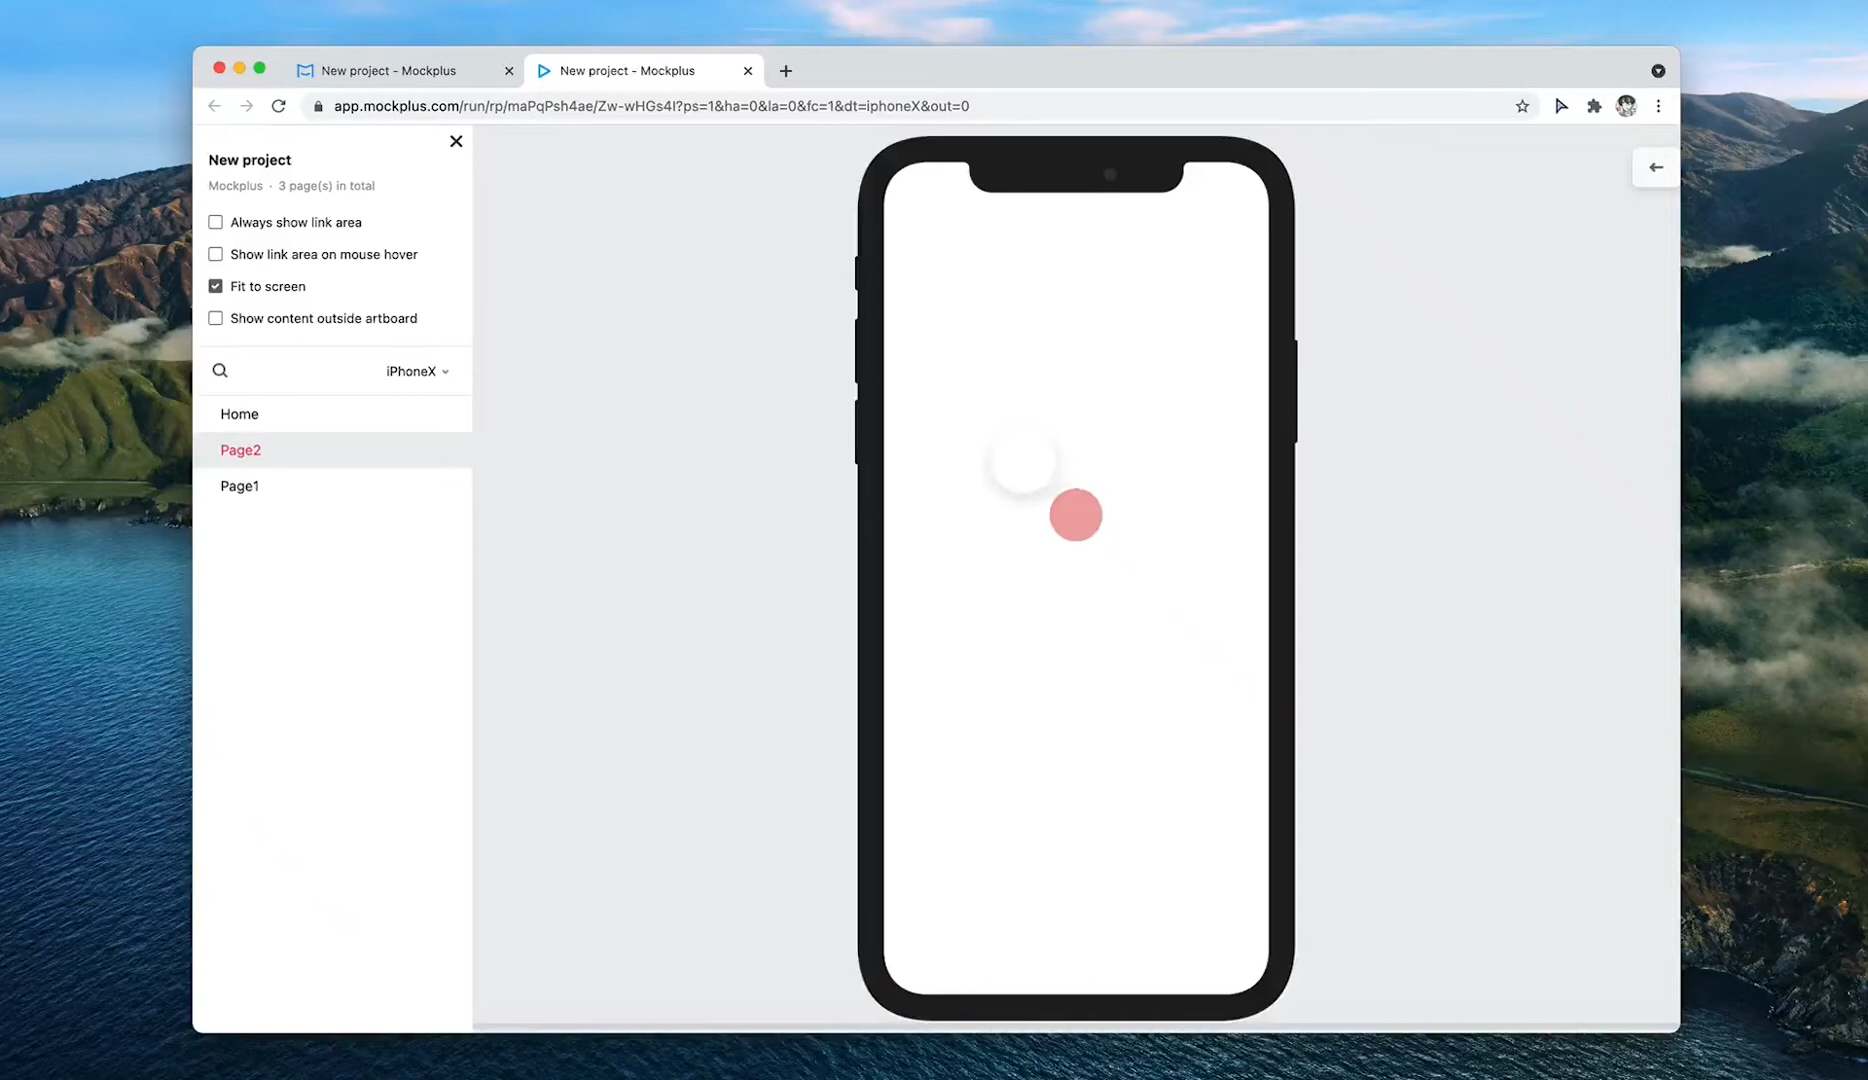 New project - Mockplus
New project - Mockplus
app.mockplus.com/run/rp/maPqPsh4ae/Zw-wHGs4I?ps=1&ha=0&la=0&fc=1&dt=iphoneX&out=0
New project
Mockplus · 3 page(s) in total
Always show link area
Show link area on mouse hover
Fit to screen
Show content outside artboard
iPhoneX
Home
Page2
Page1